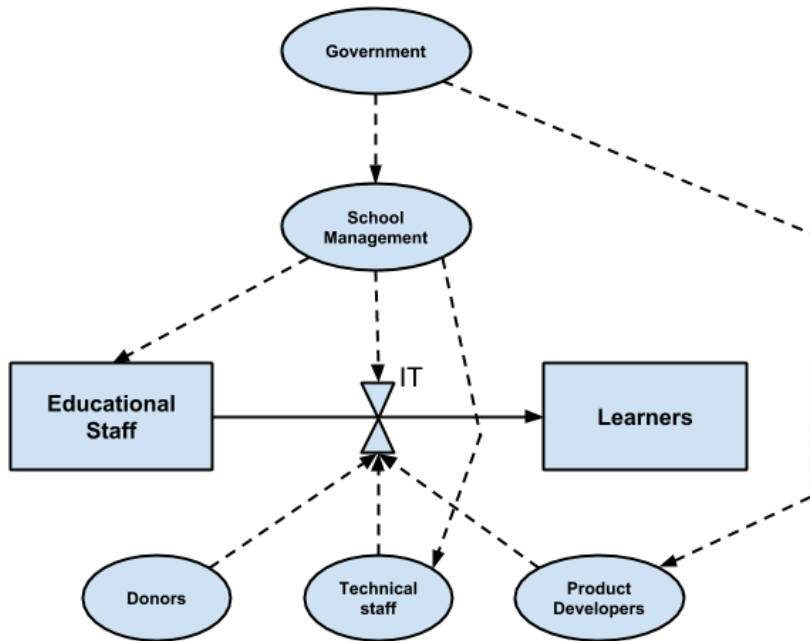 Government
School
Management
IT
Educational
Staff
Learners
Donors
Technical
staff
Product
Developers